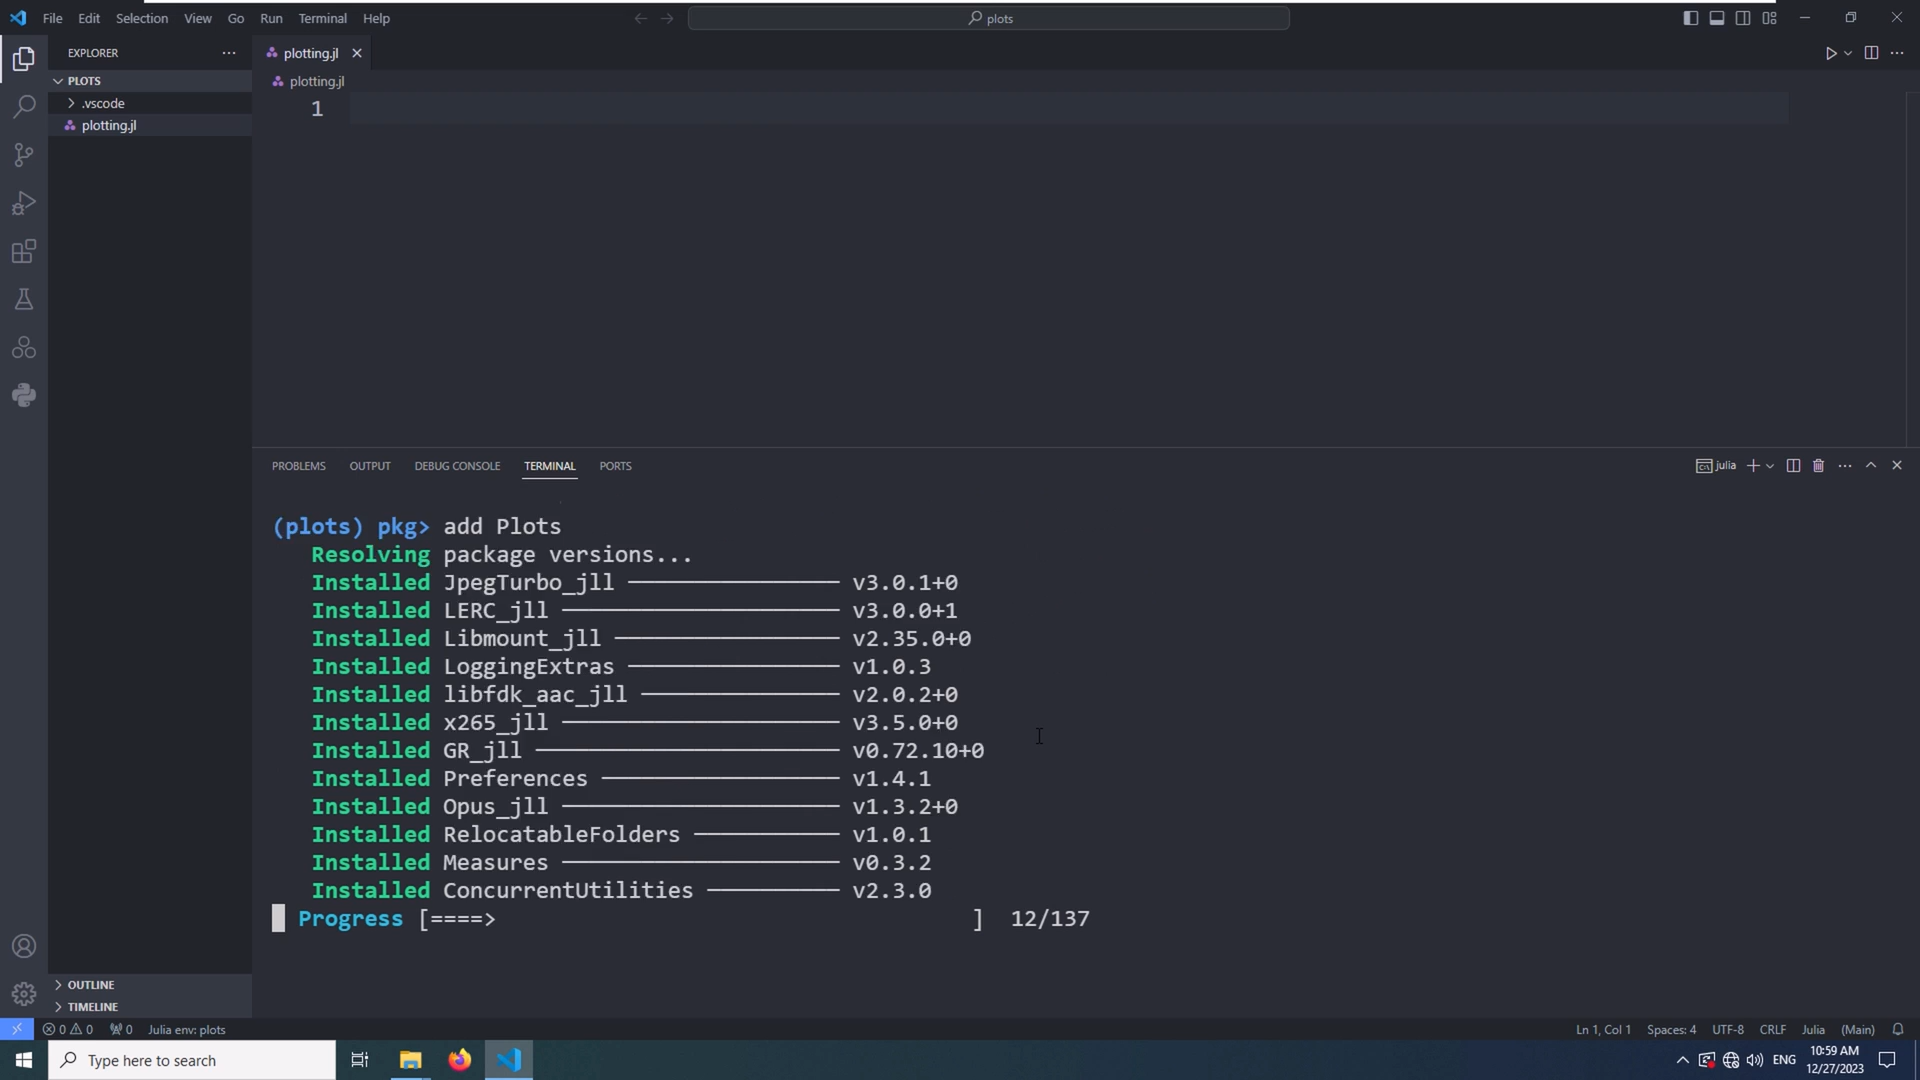 File Edit Selection View Go Run Terminal Help
plots
EXPLORER
PLOTS
.vscode
plotting.jl
OUTLINE
TIMELINE
plotting.jl
plotting.jl
1
PROBLEMS OUTPUT DEBUG CONSOLE TERMINAL PORTS
julia
(plots) pkg> add Plots
Resolving package versions...
Installed JpegTurbo_jll ──────────────── v3.0.1+0
Installed LERC_jll ───────────────────── v3.0.0+1
Installed Libmount_jll ───────────────── v2.35.0+0
Installed LoggingExtras ──────────────── v1.0.3
Installed libfdk_aac_jll ─────────────── v2.0.2+0
Installed x265_jll ───────────────────── v3.5.0+0
Installed GR_jll ─────────────────────── v0.72.10+0
Installed Preferences ────────────────── v1.4.1
Installed Opus_jll ───────────────────── v1.3.2+0
Installed RelocatableFolders ─────────── v1.0.1
Installed Measures ───────────────────── v0.3.2
Installed ConcurrentUtilities ────────── v2.3.0
Progress [====>                                    ]  12/137
0 0 0 Julia env: plots
Ln 1, Col 1 Spaces: 4 UTF-8 CRLF Julia (Main)
Type here to search
ENG
10:59 AM
12/27/2023